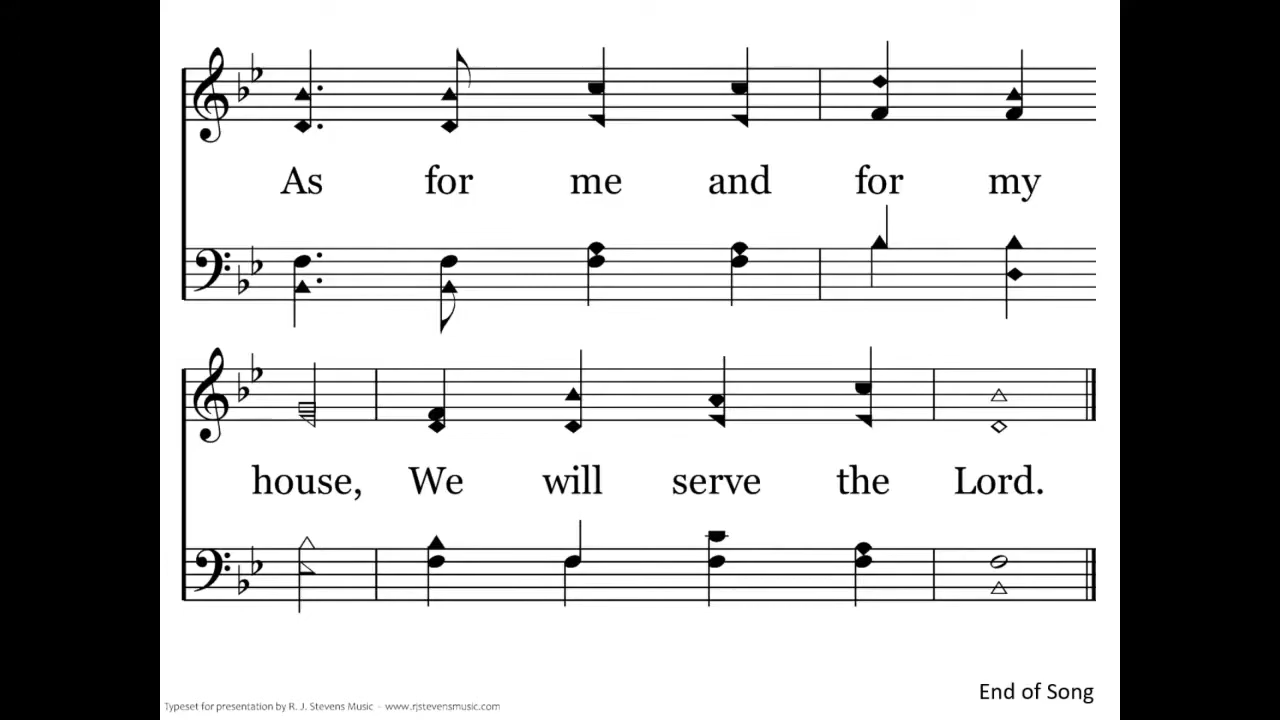 As for me and for my
house, We will serve the Lord.
End of Song
Typeset for presentation by R. J. Stevens Music - www.rjstevensmusic.com